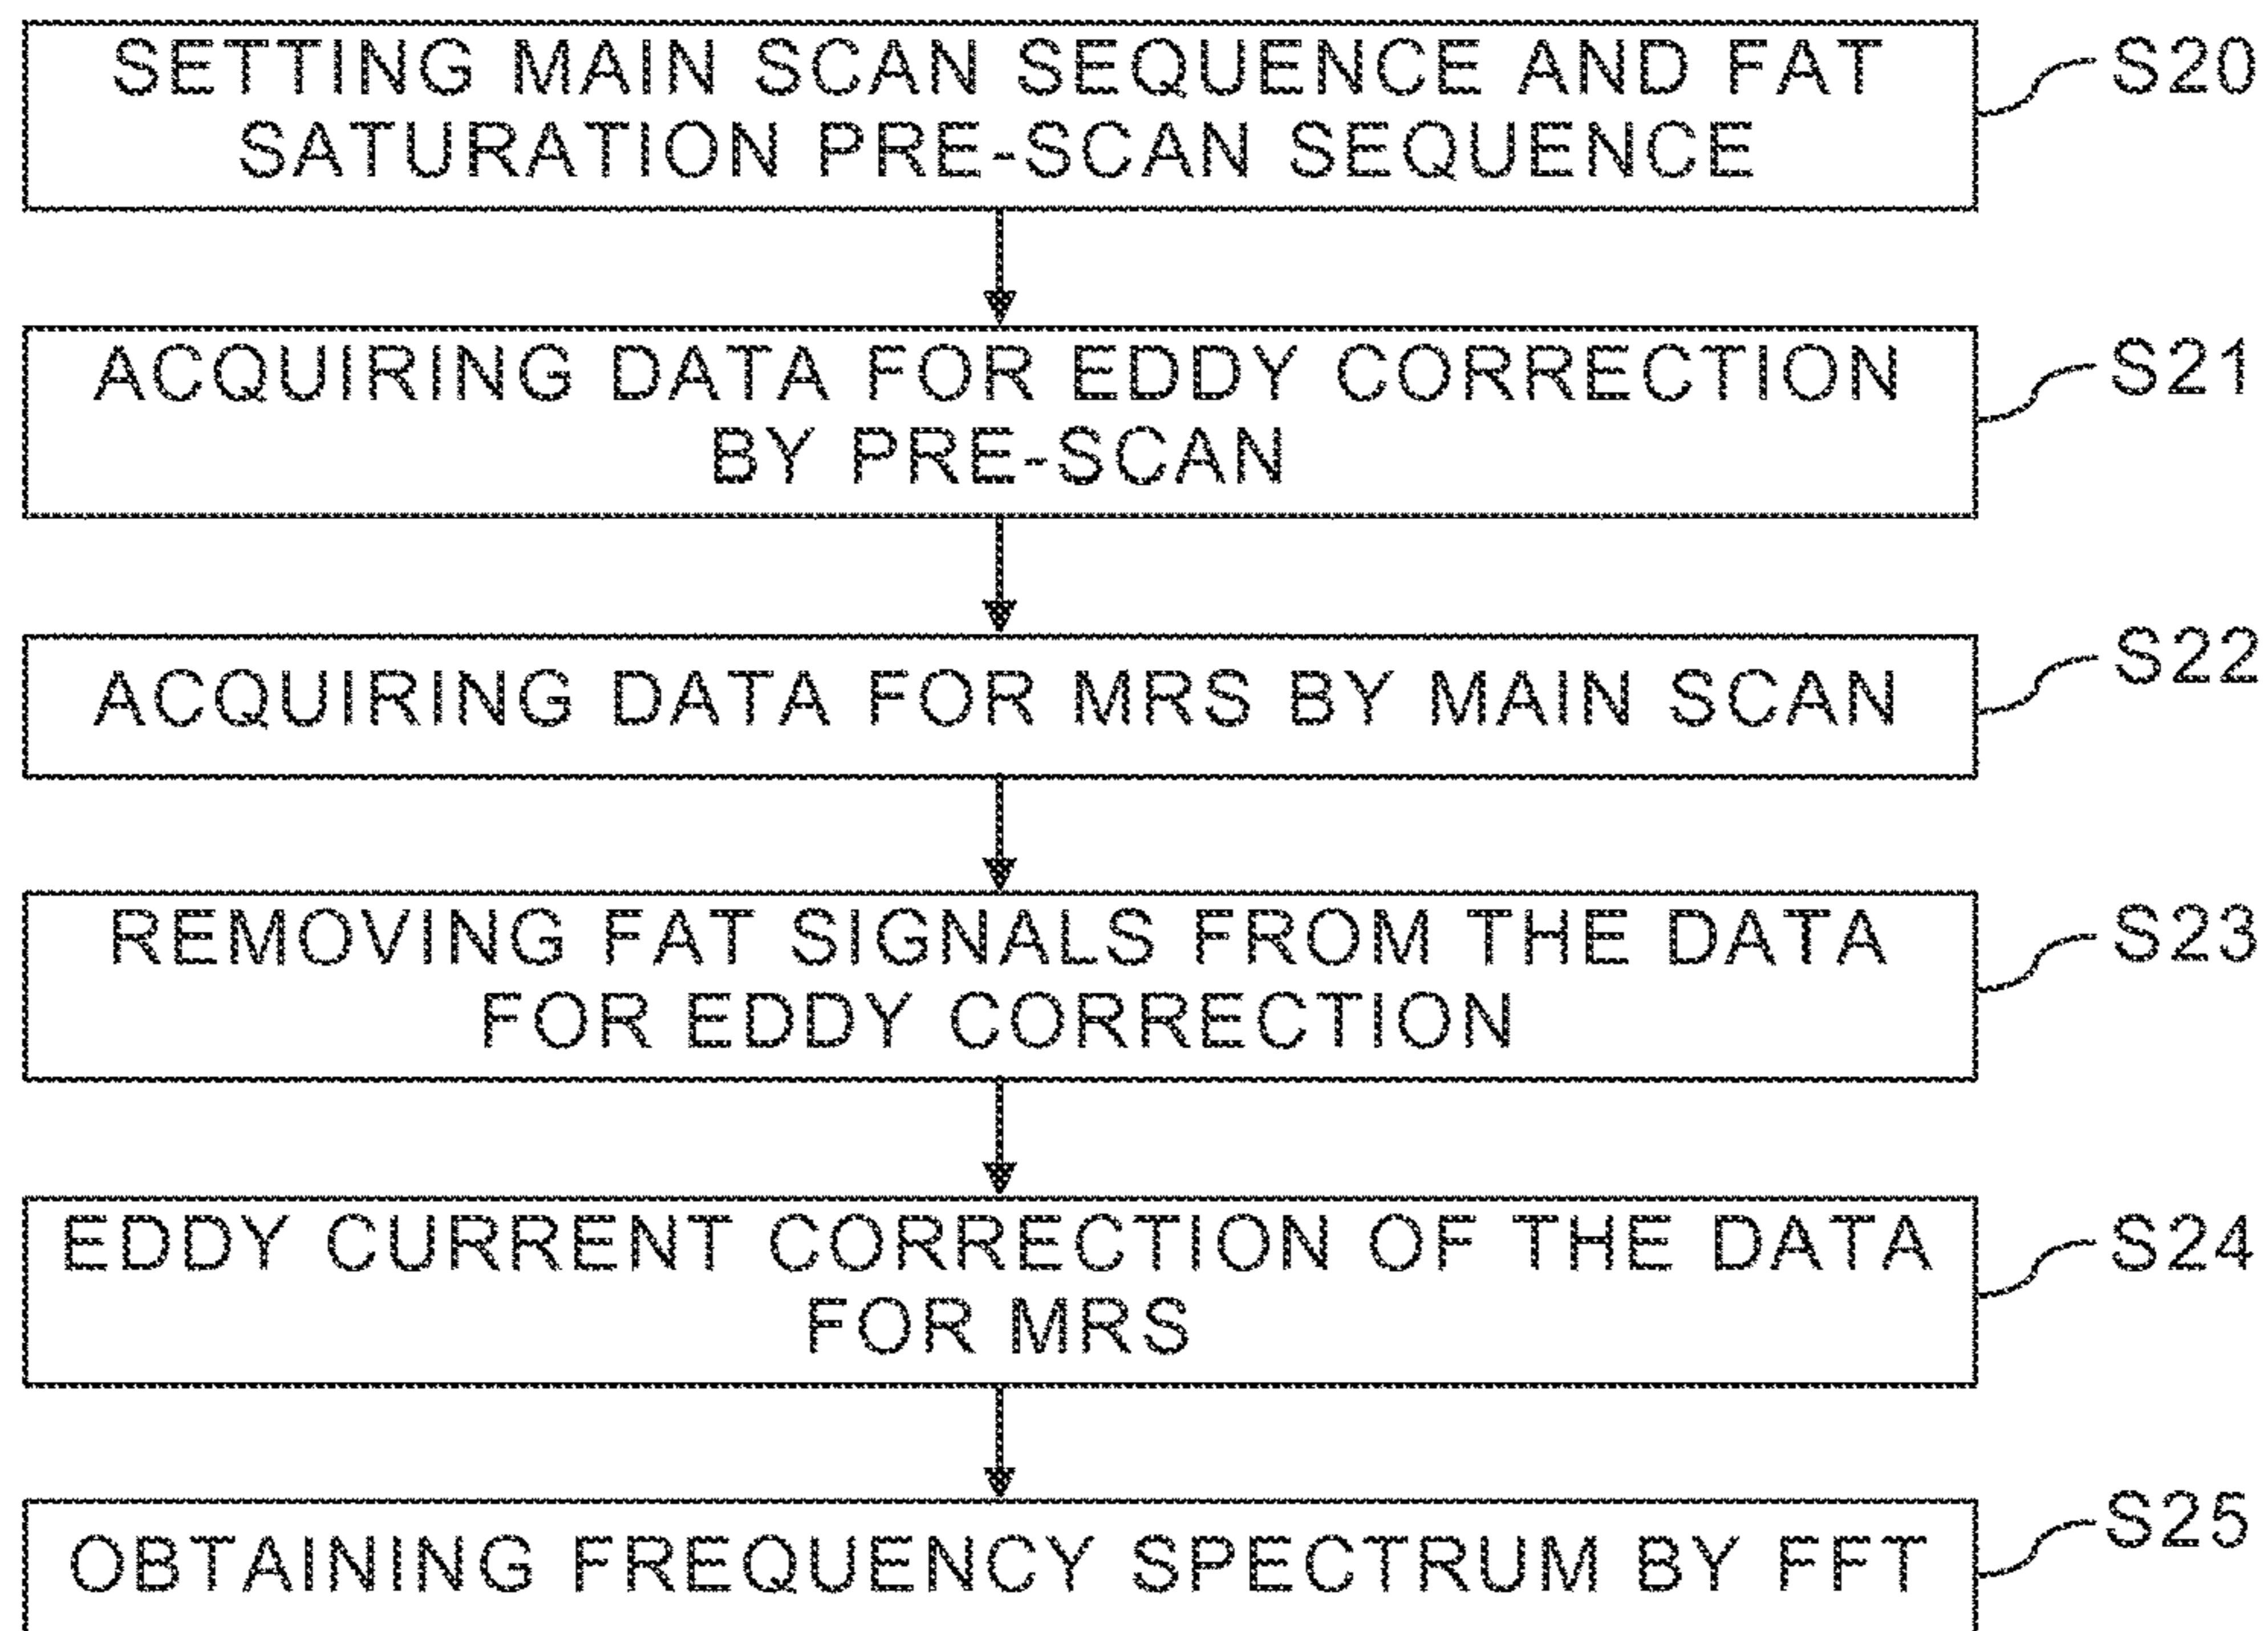 SETTING MAIN SCAN SEQUENCE AND FAT
SATURATION PRE-SCAN SEQUENCE
S20
ACQUIRING DATA FOR EDDY CORRECTION
BY PRE-SCAN
S21
ACQUIRING DATA FOR MRS BY MAIN SCAN
S22
REMOVING FAT SIGNALS FROM THE DATA
FOR EDDY CORRECTION
S23
EDDY CURRENT CORRECTION OF THE DATA
FOR MRS
S24
OBTAINING FREQUENCY SPECTRUM BY FFT
S25